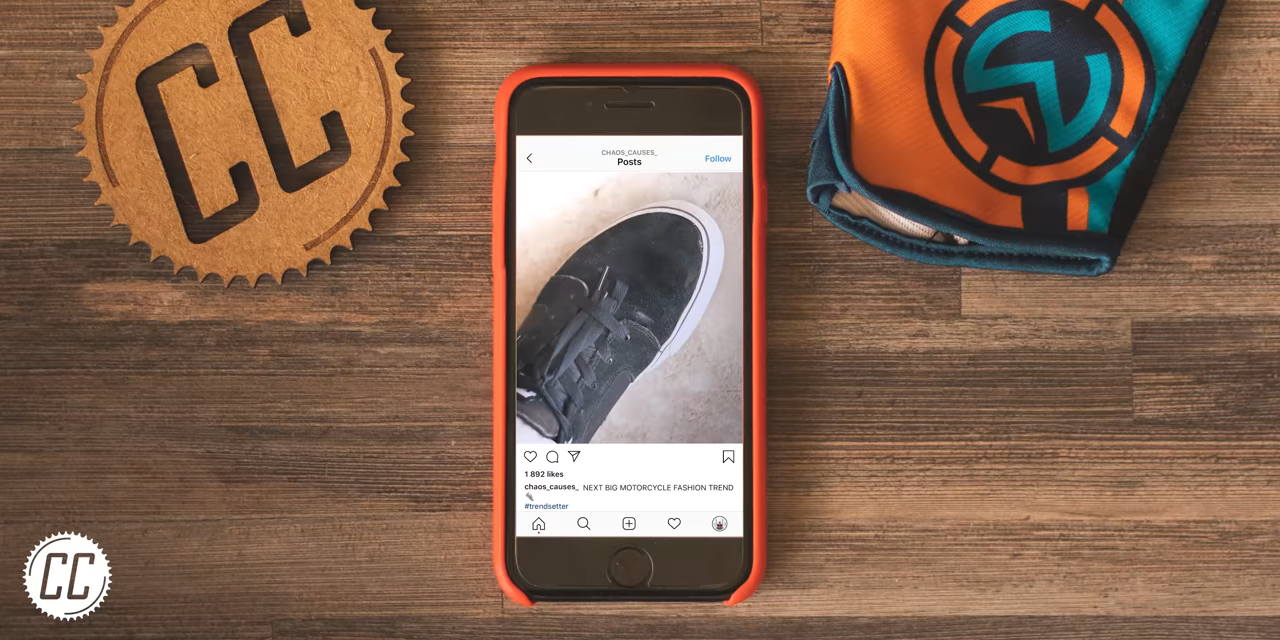 CC
CHAOS_CAUSES_
Posts
Follow
1 892 likes
chaos_causes_ NEXT BIG MOTORCYCLE FASHION TREND
#trendsetter
CC